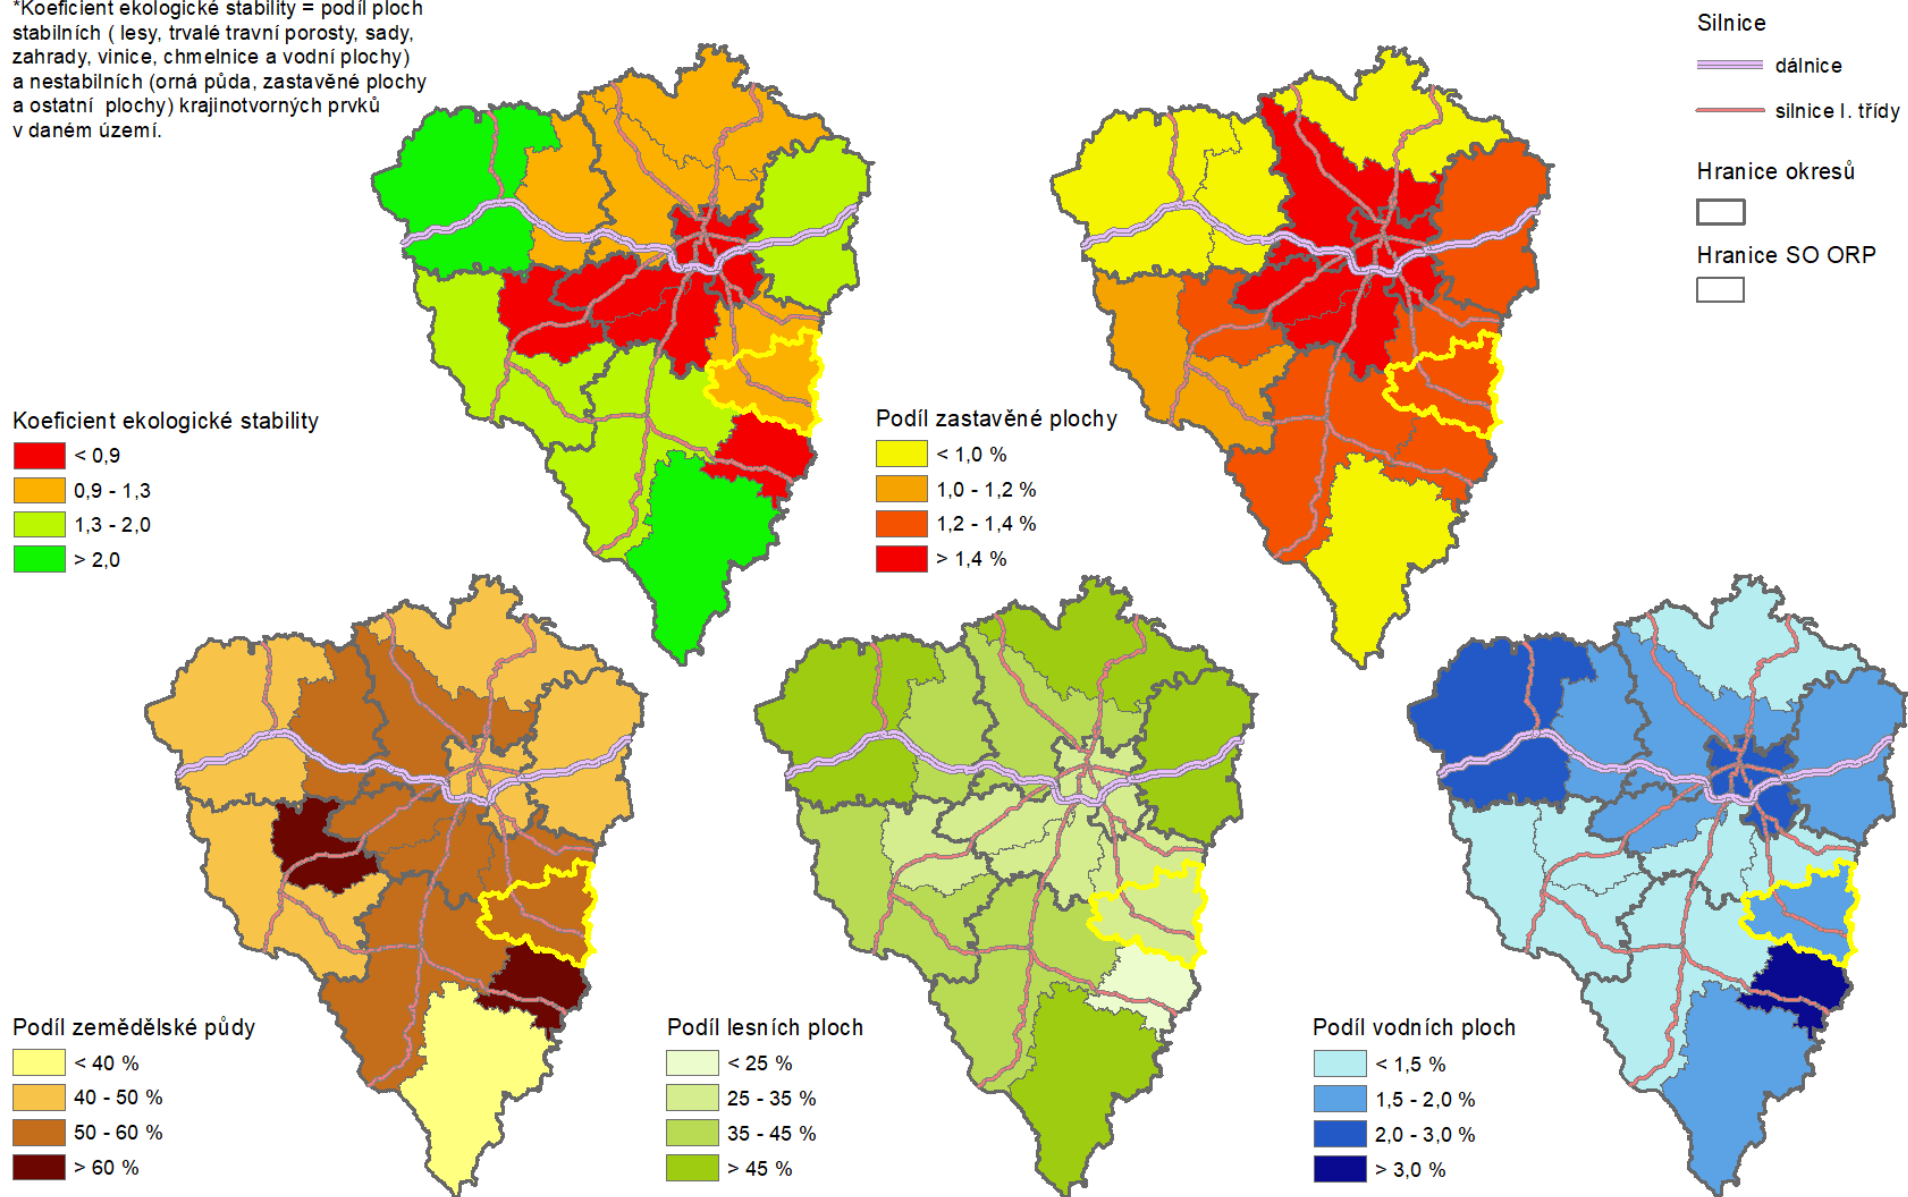 *Koeficient ekologické stability = podíl ploch
stabilních ( lesy, trvalé travní porosty, sady,
zahrady, vinice, chmelnice a vodní plochy)
a nestabilních (orná půda, zastavěné plochy
a ostatní  plochy) krajinotvorných prvků
v daném území.
Silnice
dálnice
silnice I. třídy
Hranice okresů
Hranice SO ORP
Koeficient ekologické stability
< 0,9
0,9 - 1,3
1,3 - 2,0
> 2,0
Podíl zastavěné plochy
< 1,0 %
1,0 - 1,2 %
1,2 - 1,4 %
> 1,4 %
Podíl zemědělské půdy
< 40 %
40 - 50 %
50 - 60 %
> 60 %
Podíl lesních ploch
< 25 %
25 - 35 %
35 - 45 %
> 45 %
Podíl vodních ploch
< 1,5 %
1,5 - 2,0 %
2,0 - 3,0 %
> 3,0 %